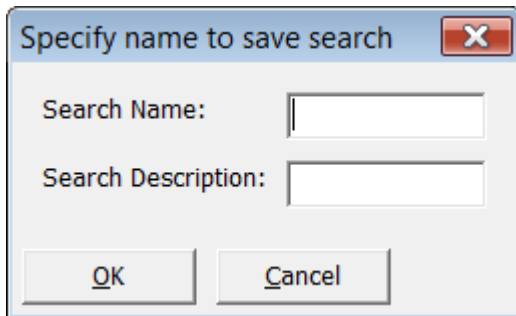 Specify name to save search
Search Name:
Search Description:
OK Cancel